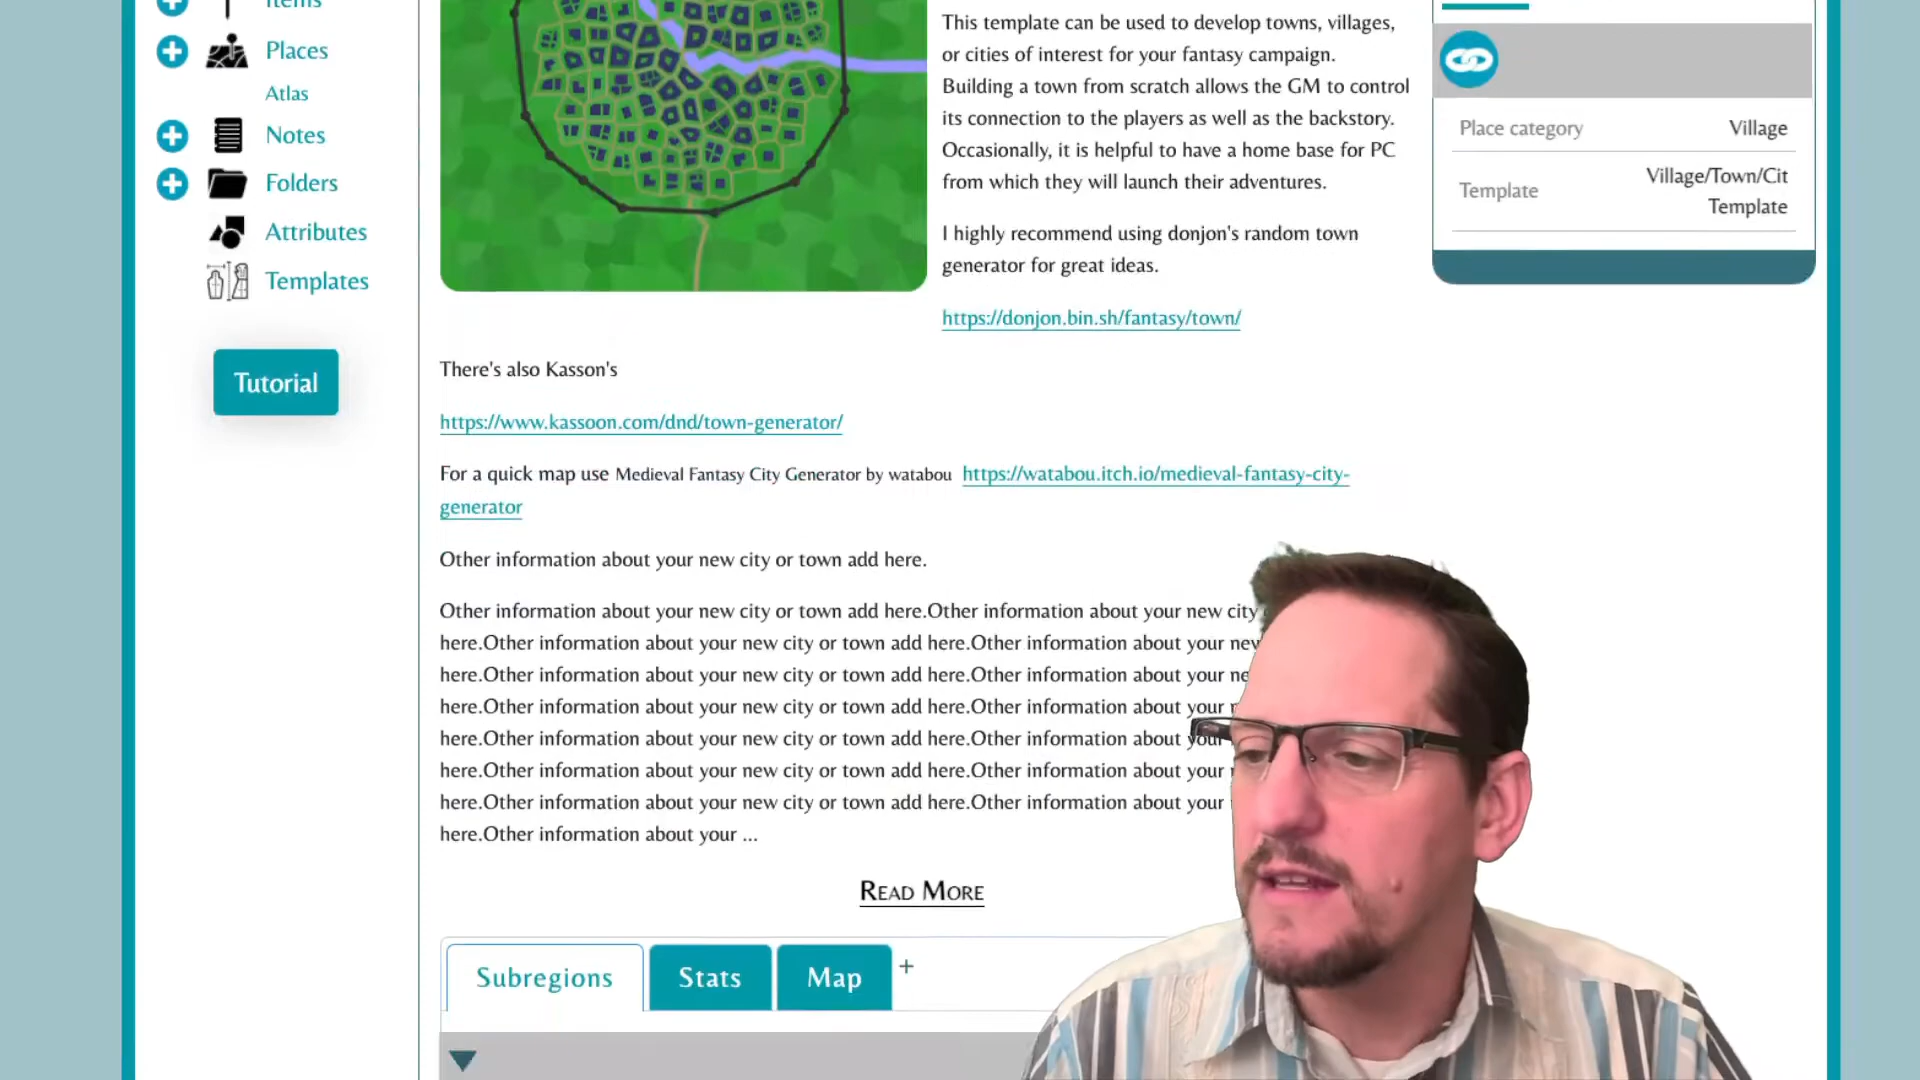 Items
Places
Atlas
Notes
Folders
Attributes
Templates
Tutorial
This template can be used to develop towns, villages,
or cities of interest for your fantasy campaign.
Building a town from scratch allows the GM to control
its connection to the players as well as the backstory.
Occasionally, it is helpful to have a home base for PC
from which they will launch their adventures.
I highly recommend using donjon's random town
generator for great ideas.
https://donjon.bin.sh/fantasy/town/
There's also Kasson's
https://www.kassoon.com/dnd/town-generator/
For a quick map use Medieval Fantasy City Generator by watabou https://watabou.itch.io/medieval-fantasy-city-
generator
Other information about your new city or town add here.
Other information about your new city or town add here.Other information about your new city
here.Other information about your new city or town add here.Other information about your new
here.Other information about your new city or town add here.Other information about your
here.Other information about your new city or town add here.Other information about your
here.Other information about your new city or town add here.Other information about your
here.Other information about your new city or town add here.Other information about your
here.Other information about your new city or town add here.Other information about your
here.Other information about your ...
READ MORE
Subregions
Stats
Map
+
Place category
Village
Template
Village/Town/Cit
Template